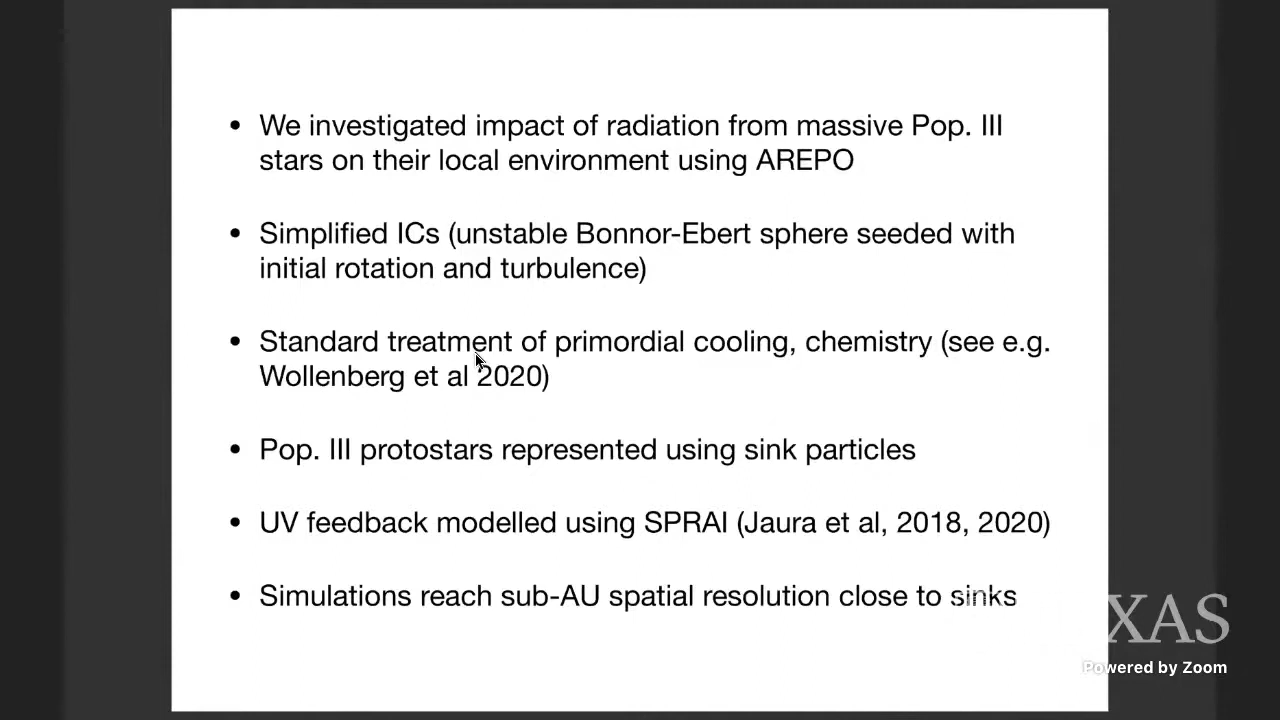 • We investigated impact of radiation from massive Pop. III
stars on their local environment using AREPO
• Simplified ICs (unstable Bonnor-Ebert sphere seeded with
initial rotation and turbulence)
• Standard treatment of primordial cooling, chemistry (see e.g.
Wollenberg et al 2020)
• Pop. III protostars represented using sink particles
• UV feedback modelled using SPRAI (Jaura et al, 2018, 2020)
• Simulations reach sub-AU spatial resolution close to sinks
XAS
Powered by Zoom